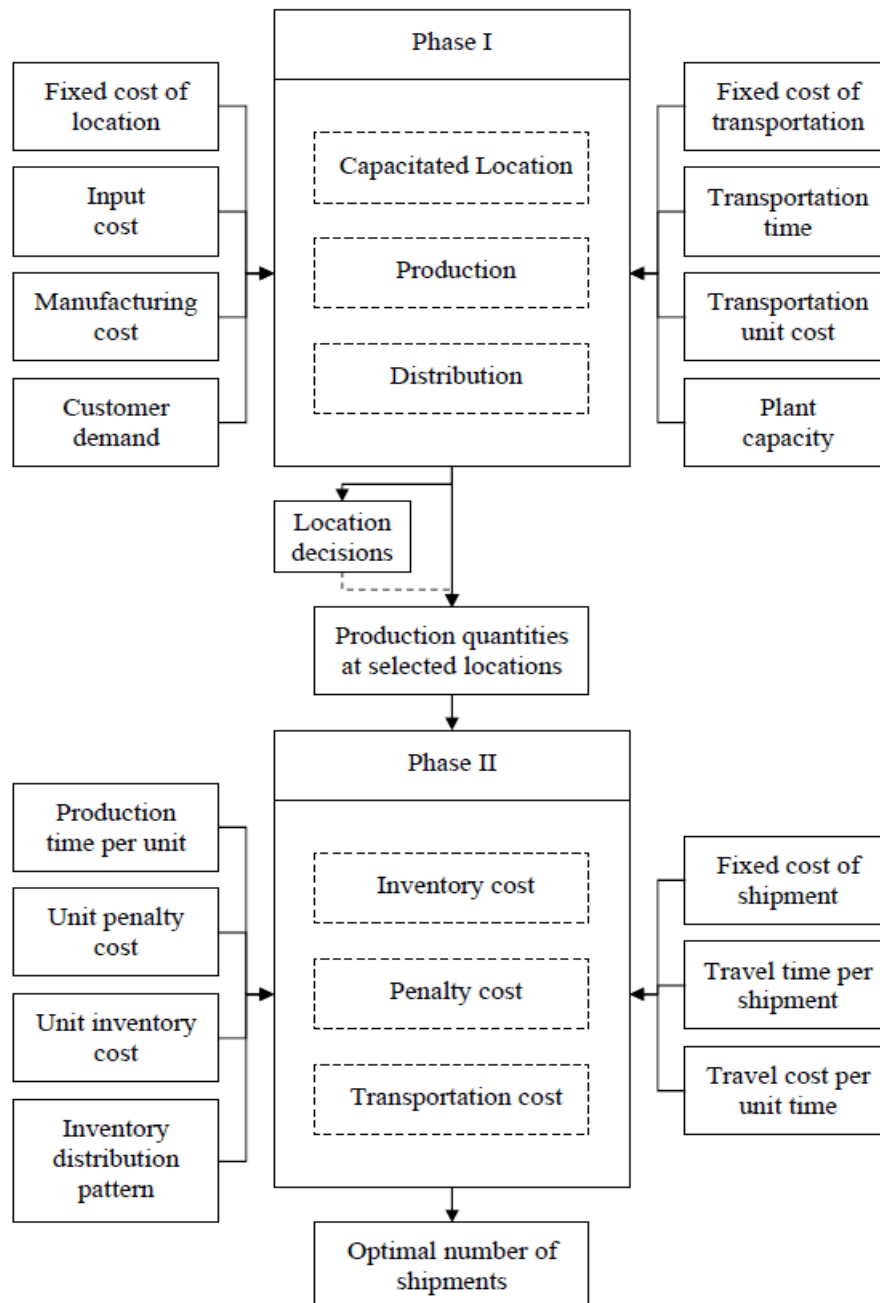 Phase I
Fixed cost of
location
Input
cost
Manufacturing
cost
Customer
demand
Capacitated Location
Production
Distribution
Fixed cost of
transportation
Transportation
time
Transportation
unit cost
Plant
capacity
Location
decisions
Production quantities
at selected locations
Phase II
Production
time per unit
Unit penalty
cost
Unit inventory
cost
Inventory
distribution
pattern
Inventory cost
Penalty cost
Transportation cost
Fixed cost of
shipment
Travel time per
shipment
Travel cost per
unit time
Optimal number of
shipments